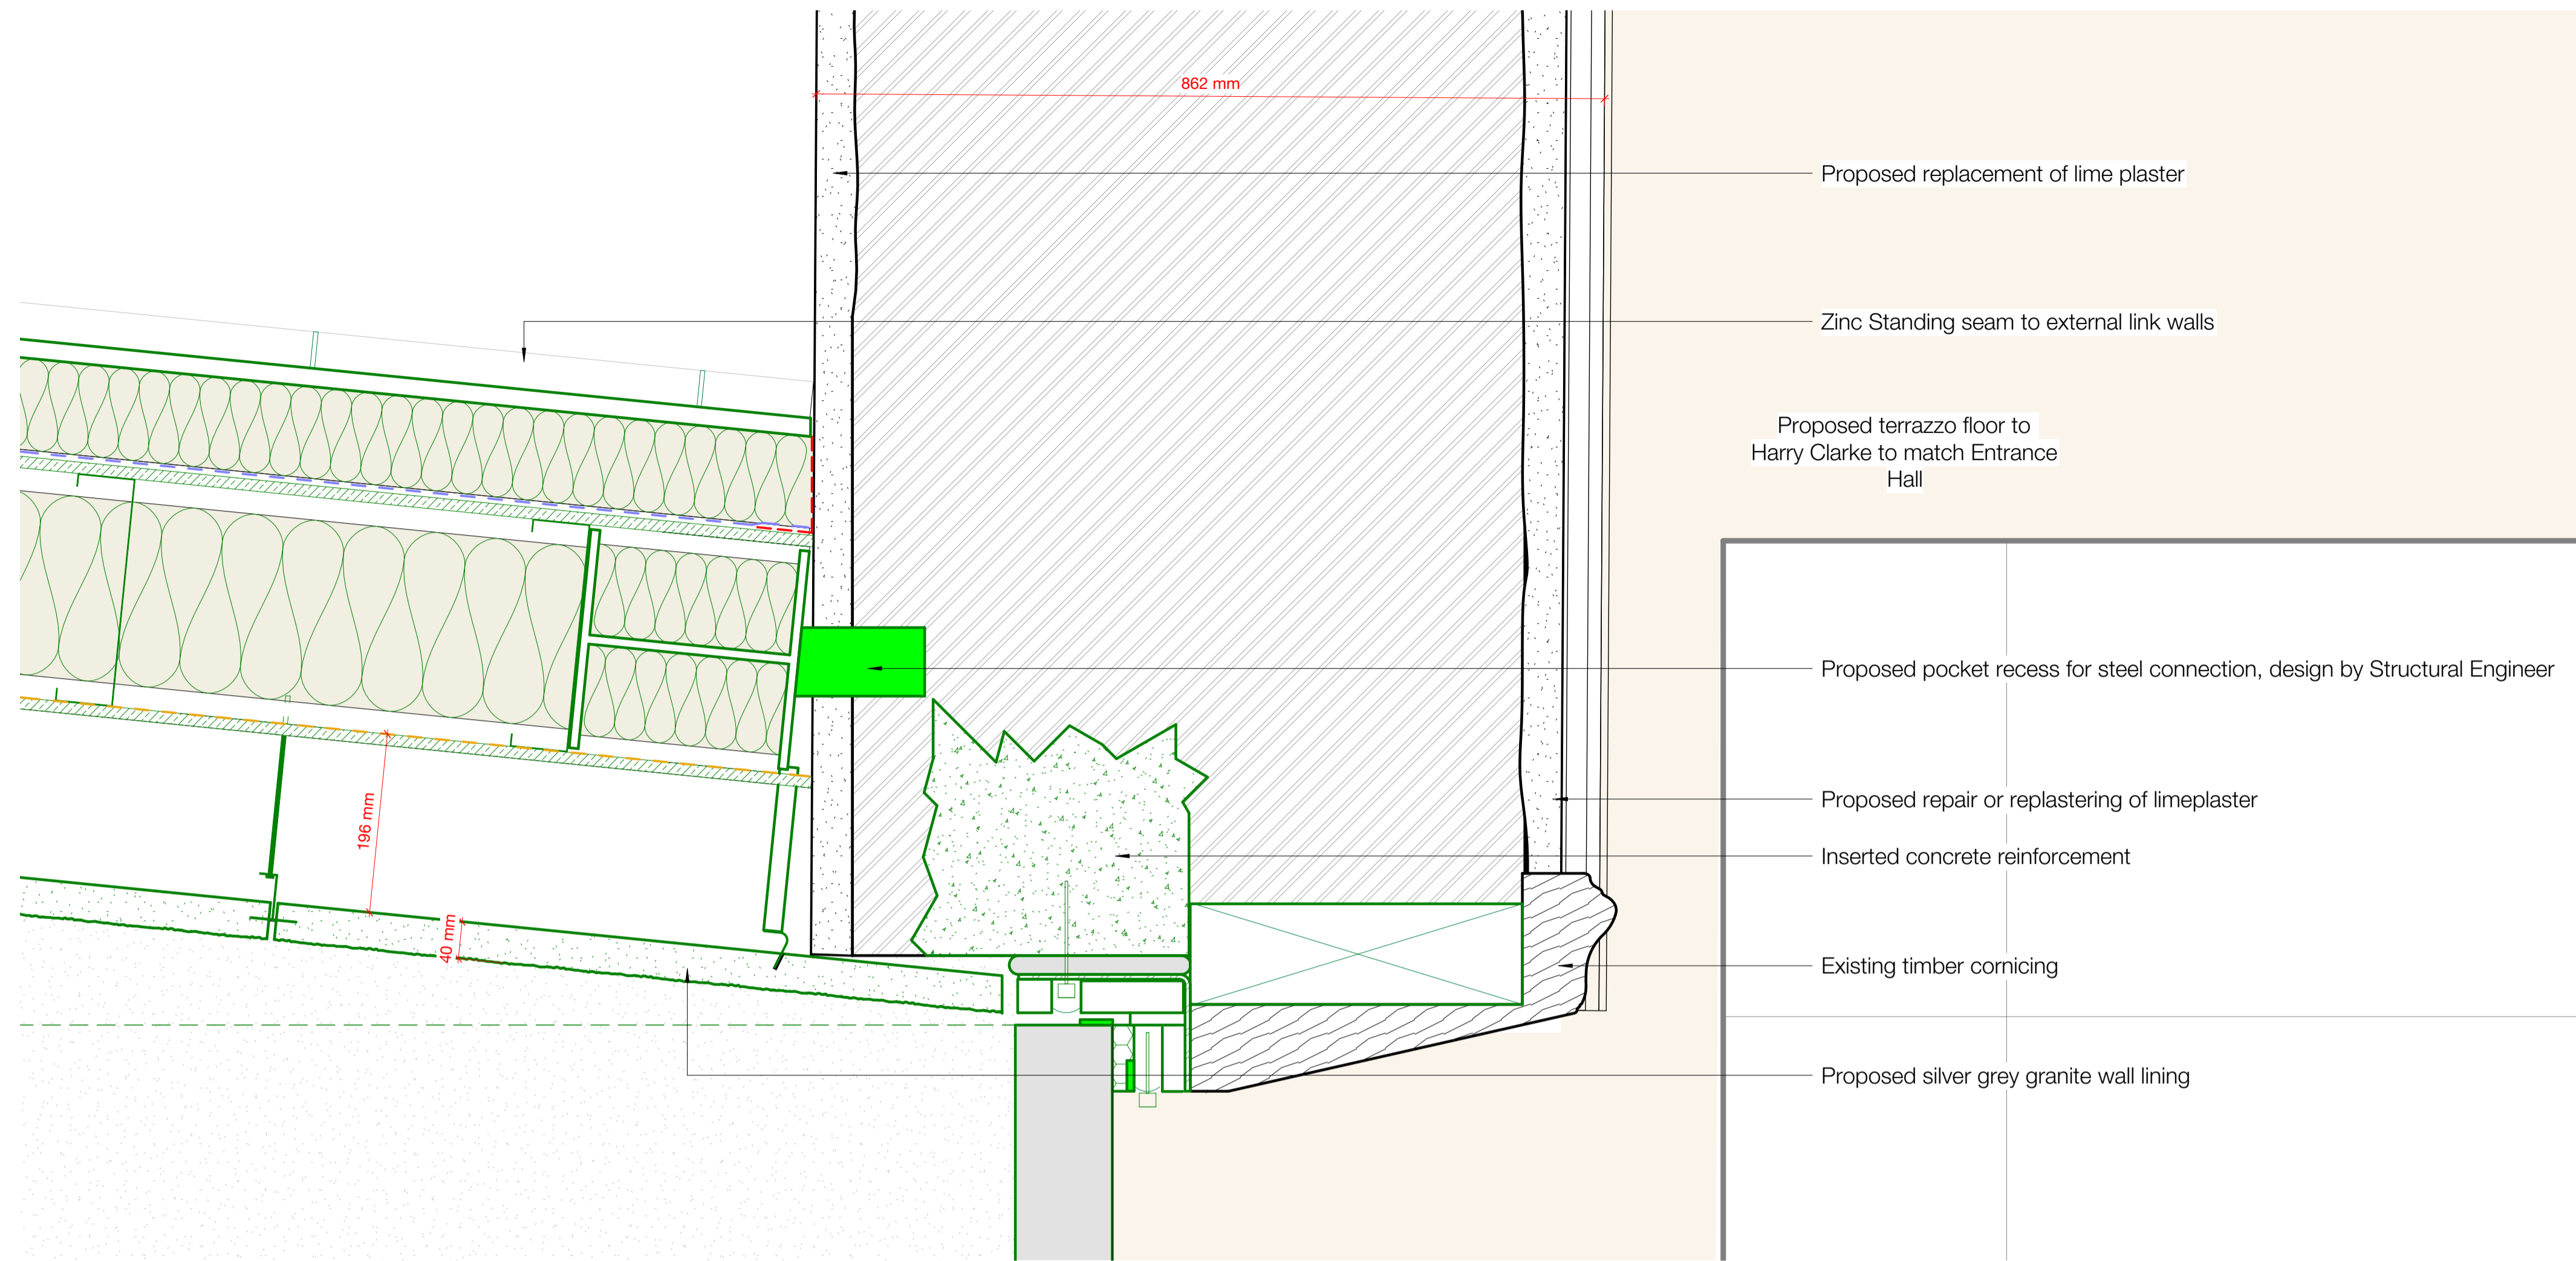 862 mm
Proposed replacement of lime plaster
Zinc Standing seam to external link walls
Proposed terrazzo floor to
Harry Clarke to match Entrance
Hall
Proposed pocket recess for steel connection, design by Structural Engineer
196 mm
Proposed repair or replastering of limeplaster
Inserted concrete reinforcement
40 mm
Existing timber cornicing
Proposed silver grey granite wall lining